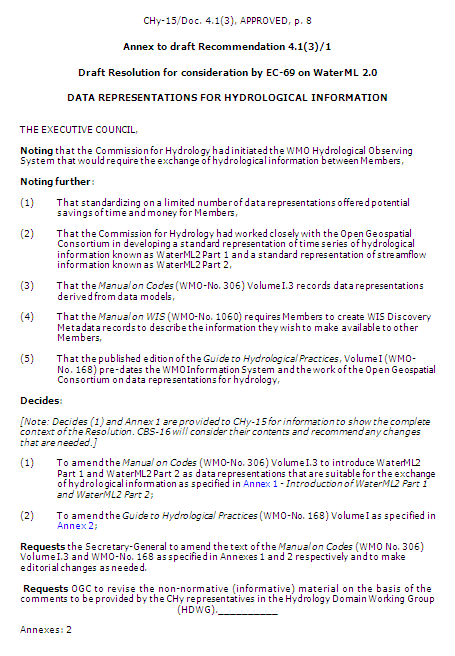 CHy-15/Doc. 4.1(3), APPROVED, p. 8
Annex to draft Recommendation 4.1(3)/1
Draft Resolution for consideration by EC-69 on WaterML 2.0
DATA REPRESENTATIONS FOR HYDROLOGICAL INFORMATION
THE EXECUTIVE COUNCIL,
Noting that the Commission for Hydrology had initiated the WMO Hydrological Observing
System that would require the exchange of hydrological information between Members,
Noting further:
(1) That standardizing on a limited number of data representations offered potential
savings of time and money for Members,
(2) That the Commission for Hydrology had worked closely with the Open Geospatial
Consortium in developing a standard representation of time series of hydrological
information known as WaterML2 Part 1 and a standard representation of streamflow
information known as WaterML2 Part 2,
(3) That the Manual on Codes (WMO-No. 306) Volume I.3 records data representations
derived from data models,
(4) That the Manual on WIS (WMO-No. 1060) requires Members to create WIS Discovery
Metadata records to describe the information they wish to make available to other
Members,
(5) That the published edition of the Guide to Hydrological Practices, Volume I (WMO-
No. 168) pre-dates the WMO Information System and the work of the Open Geospatial
Consortium on data representations for hydrology,
Decides:
[Note: Decides (1) and Annex 1 are provided to CHy-15 for information to show the complete
context of the Resolution. CBS-16 will consider their contents and recommend any changes
that are needed.]
(1) To amend the Manual on Codes (WMO-No. 306) Volume I.3 to introduce WaterML2
Part 1 and WaterML2 Part 2 as data representations that are suitable for the exchange
of hydrological information as specified in Annex 1 - Introduction of WaterML2 Part 1
and WaterML2 Part 2;
(2) To amend the Guide to Hydrological Practices (WMO-No. 168) Volume I as specified in
Annex 2;
Requests the Secretary-General to amend the text of the Manual on Codes (WMO No. 306)
Volume I.3 and WMO-No. 168 as specified in Annexes 1 and 2 respectively and to make
editorial changes as needed.
Requests OGC to revise the non-normative (informative) material on the basis of the
comments to be provided by the CHy representatives in the Hydrology Domain Working Group
(HDWG).__________
Annexes: 2